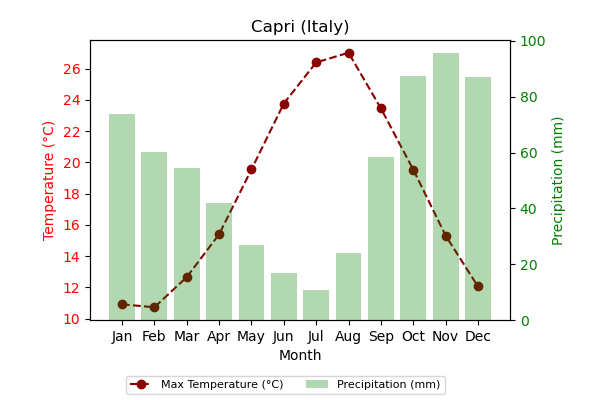 Capri (Italy)
Temperature (°C)
26
24
22
20
18
16
14
12
10
100
80
60
40
20
0
Precipitation (mm)
Jan Feb Mar Apr May Jun Jul Aug Sep Oct Nov Dec
Month
Max Temperature (°C) Precipitation (mm)